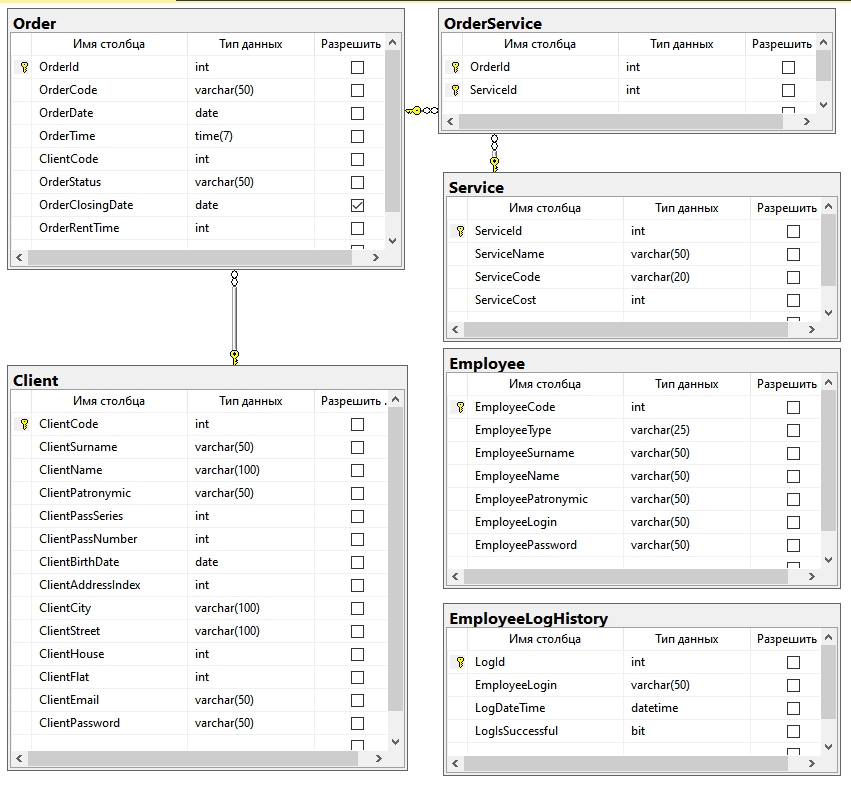 Order
Имя столбца Тип данных Разрешить
OrderId int
OrderCode varchar(50)
OrderDate date
OrderTime time(7)
ClientCode int
OrderStatus varchar(50)
OrderClosingDate date
OrderRentTime int
OrderService
Имя столбца Тип данных Разрешить
OrderId int
ServiceId int
Service
Имя столбца Тип данных Разрешить
ServiceId int
ServiceName varchar(50)
ServiceCode varchar(20)
ServiceCost int
Client
Имя столбца Тип данных Разрешить .
ClientCode int
ClientSurname varchar(50)
ClientName varchar(100)
ClientPatronymic varchar(50)
ClientPassSeries int
ClientPassNumber int
ClientBirthDate date
ClientAddressIndex int
ClientCity varchar(100)
ClientStreet varchar(100)
ClientHouse int
ClientFlat int
ClientEmail varchar(50)
ClientPassword varchar(50)
Employee
Имя столбца Тип данных Разрешить
EmployeeCode int
EmployeeType varchar(25)
EmployeeSurname varchar(50)
EmployeeName varchar(50)
EmployeePatronymic varchar(50)
EmployeeLogin varchar(50)
EmployeePassword varchar(50)
EmployeeLogHistory
Имя столбца Тип данных Разрешить
LogId int
EmployeeLogin varchar(50)
LogDateTime datetime
LogIsSuccessful bit